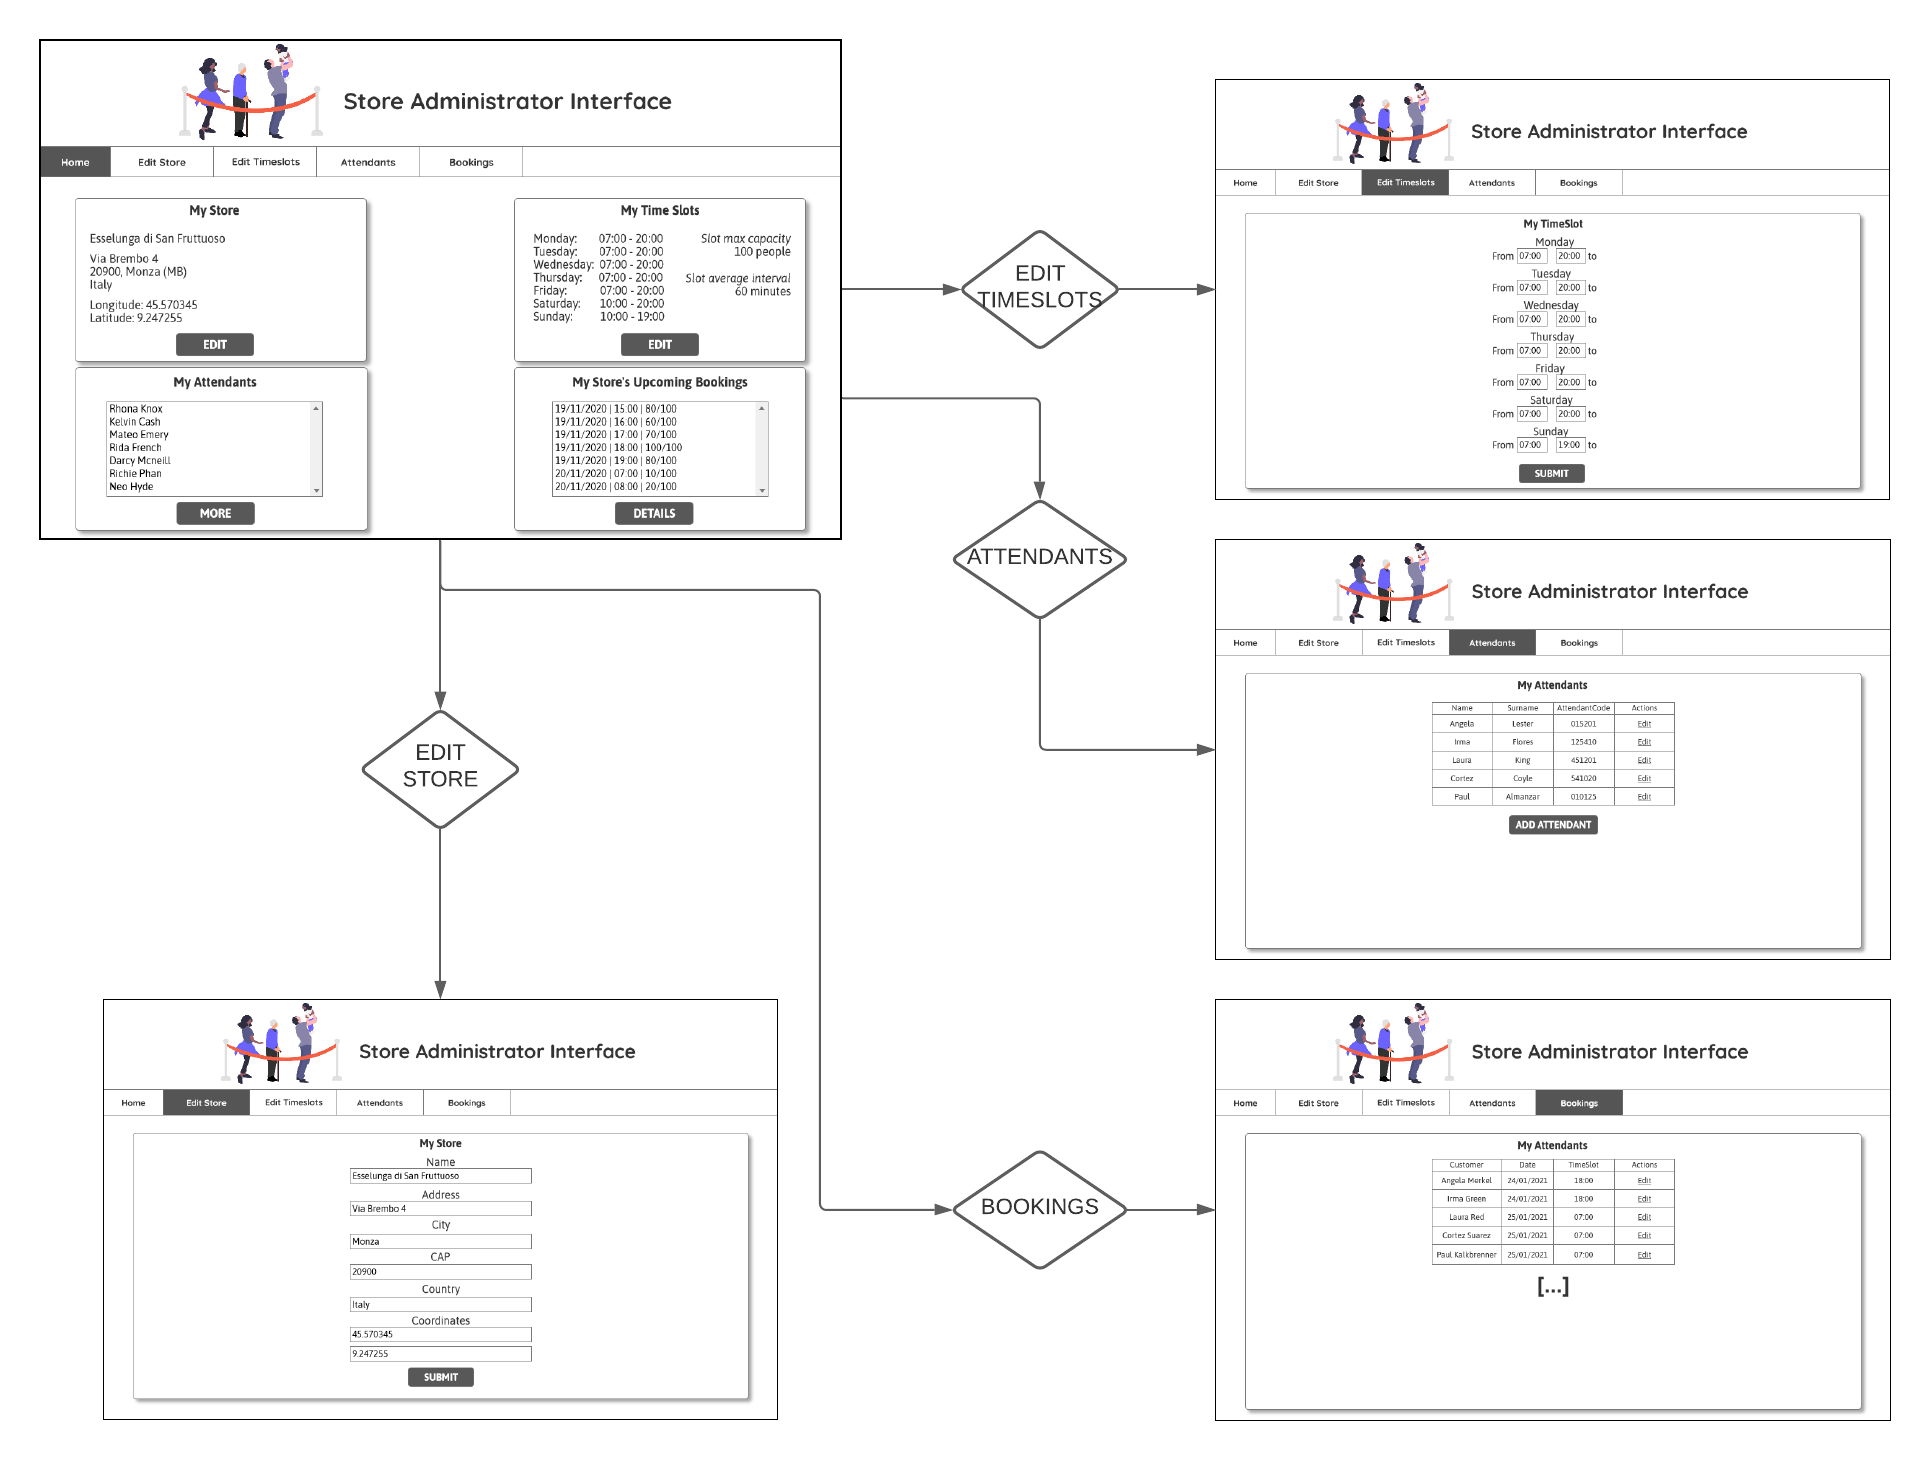 Store Administrator Interface
Home
Edit Store
Edit Timeslots
Attendants
Bookings
My Store
Esselunga di San Fruttuoso
Via Brembo 4
20900, Monza (MB)
Italy
Longitude: 45.570345
Latitude: 9.247255
EDIT
My Time Slots
Monday: 07:00 - 20:00
Tuesday: 07:00 - 20:00
Wednesday: 07:00 - 20:00
Thursday: 07:00 - 20:00
Friday: 07:00 - 20:00
Saturday: 10:00 - 20:00
Sunday: 10:00 - 19:00
Slot max capacity
100 people
Slot average interval
60 minutes
EDIT
My Attendants
Rhona Knox
Kelvin Cash
Mateo Emery
Rida French
Darcy Mcneill
Richie Phan
Neo Hyde
MORE
My Store's Upcoming Bookings
19/11/2020 | 15:00 | 80/100
19/11/2020 | 16:00 | 60/100
19/11/2020 | 17:00 | 70/100
19/11/2020 | 18:00 | 100/100
19/11/2020 | 19:00 | 80/100
20/11/2020 | 07:00 | 10/100
20/11/2020 | 08:00 | 20/100
DETAILS
EDIT
TIMESLOTS
Store Administrator Interface
Home
Edit Store
Edit Timeslots
Attendants
Bookings
My TimeSlot
Monday
From 07:00 20:00 to
Tuesday
From 07:00 20:00 to
Wednesday
From 07:00 20:00 to
Thursday
From 07:00 20:00 to
Friday
From 07:00 20:00 to
Saturday
From 07:00 20:00 to
Sunday
From 07:00 19:00 to
SUBMIT
ATTENDANTS
Store Administrator Interface
Home
Edit Store
Edit Timeslots
Attendants
Bookings
My Attendants
Name Surname AttendantCode Actions
Angela Lester 015201 Edit
Irma Flores 125410 Edit
Laura King 451201 Edit
Cortez Coyle 541020 Edit
Paul Almanzar 010125 Edit
ADD ATTENDANT
EDIT
STORE
Store Administrator Interface
Home
Edit Store
Edit Timeslots
Attendants
Bookings
My Store
Name
Esselunga di San Fruttuoso
Address
Via Brembo 4
City
Monza
CAP
20900
Country
Italy
Coordinates
45.570345
9.247255
SUBMIT
BOOKINGS
Store Administrator Interface
Home
Edit Store
Edit Timeslots
Attendants
Bookings
My Attendants
Customer Date TimeSlot Actions
Angela Merkel 24/01/2021 18:00 Edit
Irma Green 24/01/2021 18:00 Edit
Laura Red 25/01/2021 07:00 Edit
Cortez Suarez 25/01/2021 07:00 Edit
Paul Kalkbrenner 25/01/2021 07:00 Edit
[...]